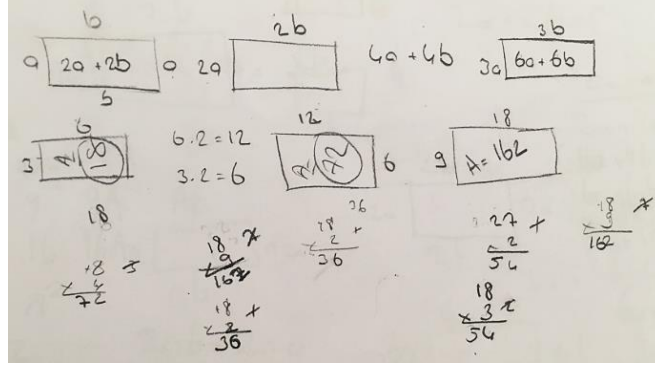 b 2b 3b
a 2a+2b a 2a 4a+4b 3a 6a+6b
b
6 6.2=12 12 18
3 A=18 3.2=6 A=72 6 9 A=162
18
36
18 x 4 72
18 x 9 162
18 x 2 36
27 x 2 54
18 x 9 162
18 x 2 36
18 x 3 54